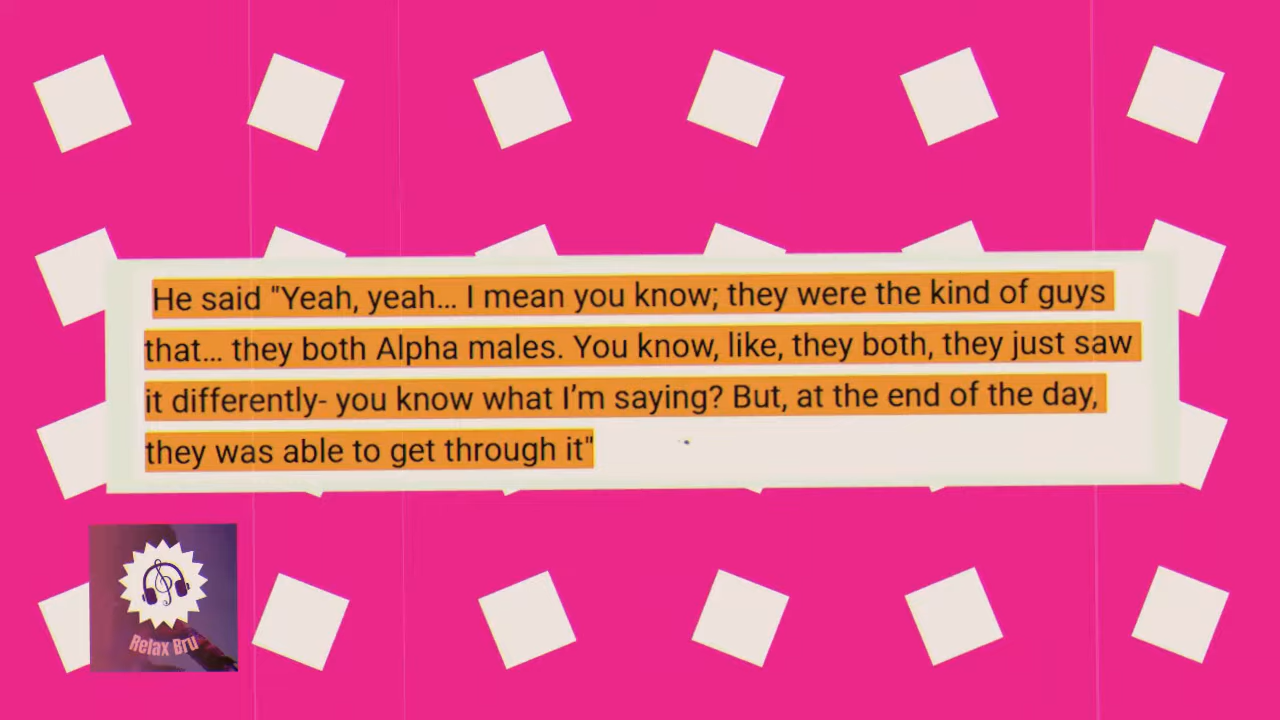 He said "Yeah, yeah... I mean you know; they were the kind of guys
that... they both Alpha males. You know, like, they both, they just saw
it differently- you know what I'm saying? But, at the end of the day,
they was able to get through it"
Relax Bru